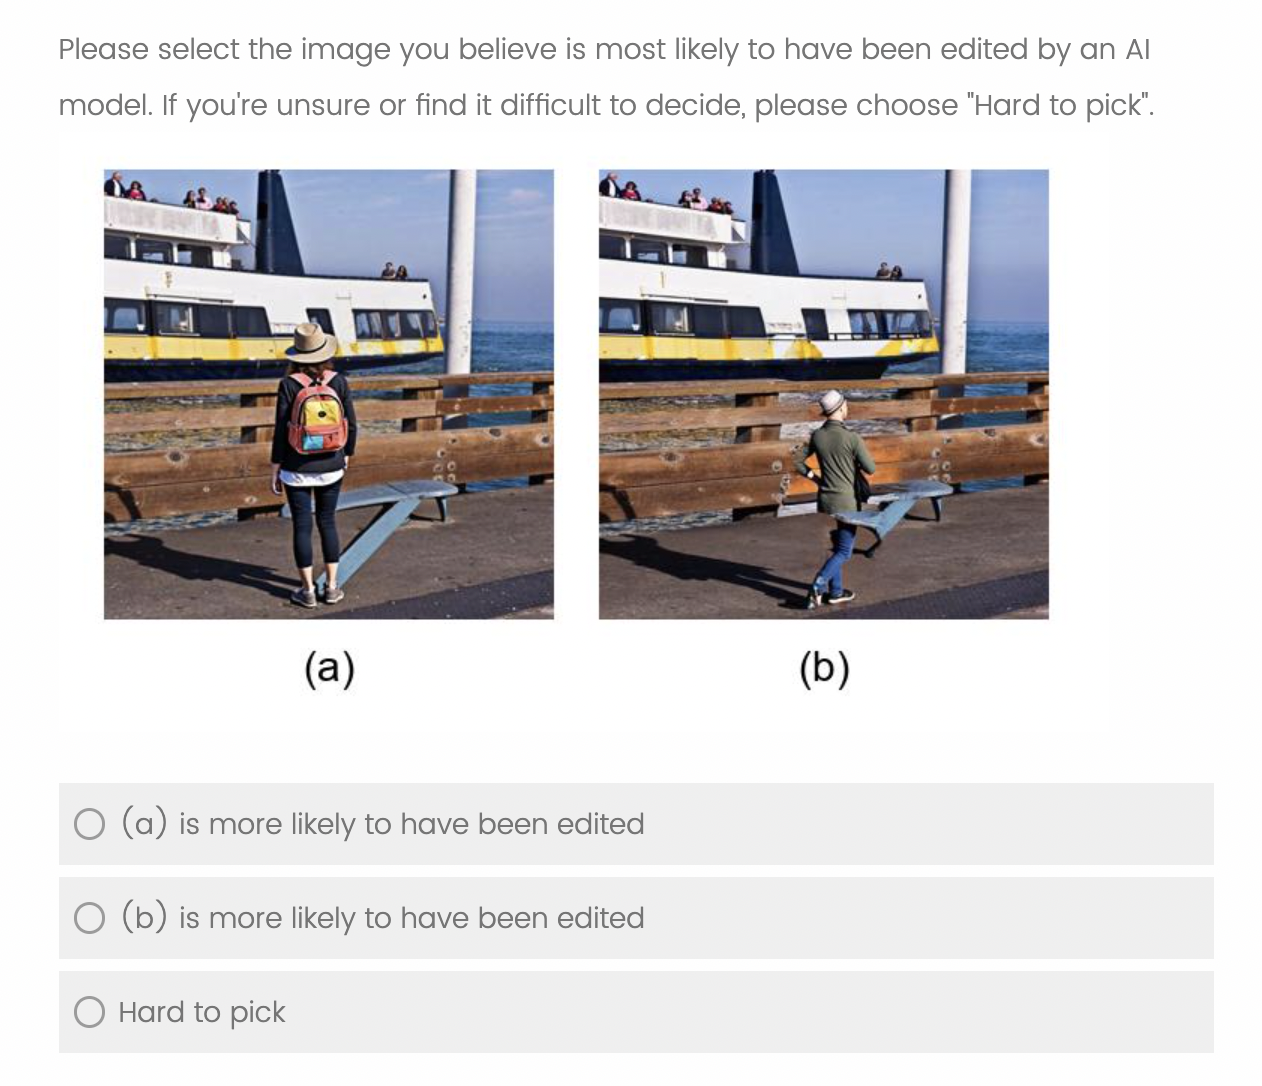 Please select the image you believe is most likely to have been edited by an AI
model. If you're unsure or find it difficult to decide, please choose "Hard to pick".
(a)
(b)
(a) is more likely to have been edited
(b) is more likely to have been edited
Hard to pick